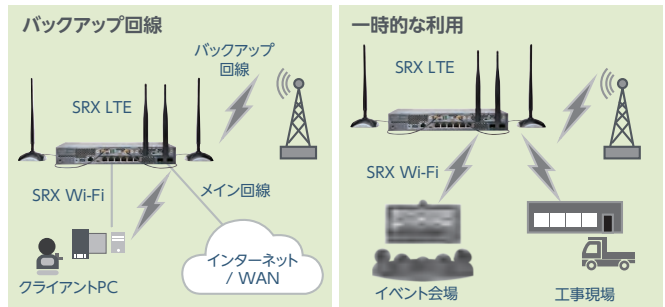 バックアップ回線
バックアップ
回線
SRX LTE
SRX Wi-Fi
メイン回線
インターネット
/ WAN
クライアントPC
一時的な利用
SRX LTE
SRX Wi-Fi
イベント会場
工事現場